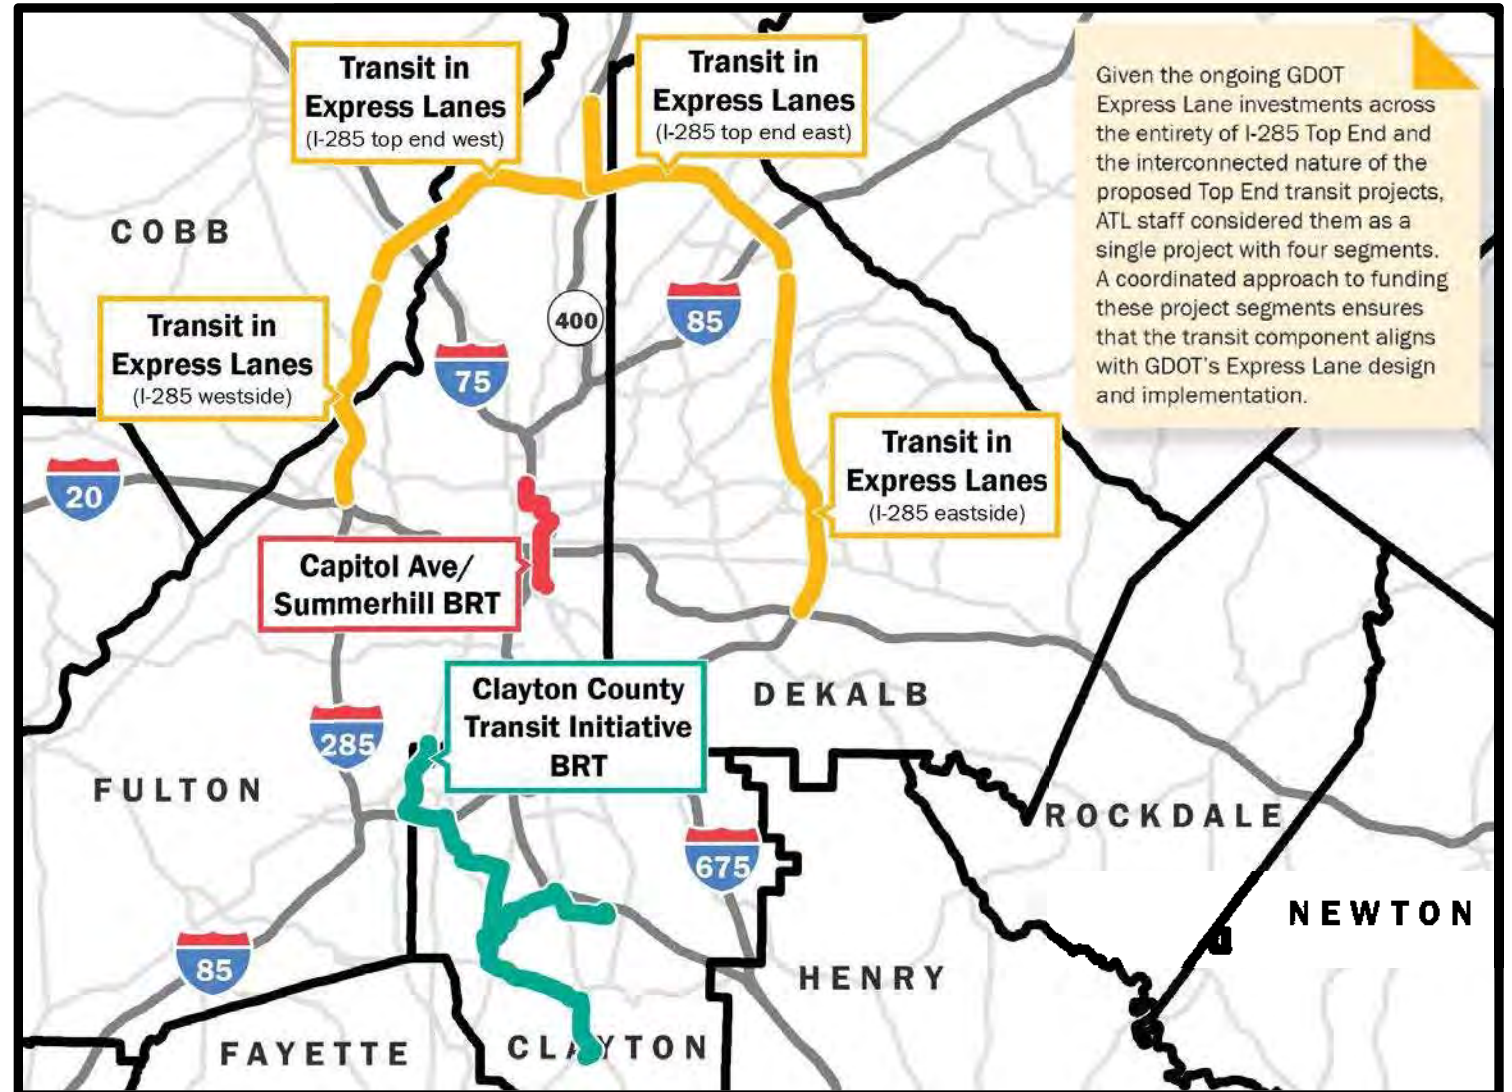 Transit in
Express Lanes
(I-285 top end west)
Transit in
Express Lanes
(I-285 top end east)
Given the ongoing GDOT
Express Lane investments across
the entirety of I-285 Top End and
the interconnected nature of the
proposed Top End transit projects,
ATL staff considered them as a
single project with four segments.
A coordinated approach to funding
these project segments ensures
that the transit component aligns
with GDOT's Express Lane design
and implementation.
COBB
Transit in
Express Lanes
(I-285 westside)
400
85
75
20
Transit in
Express Lanes
(I-285 eastside)
Capitol Ave/
Summerhill BRT
Clayton County
Transit Initiative
BRT
DEKALB
285
FULTON
ROCKDALE
675
NEWTON
85
HENRY
FAYETTE
CLAYTON